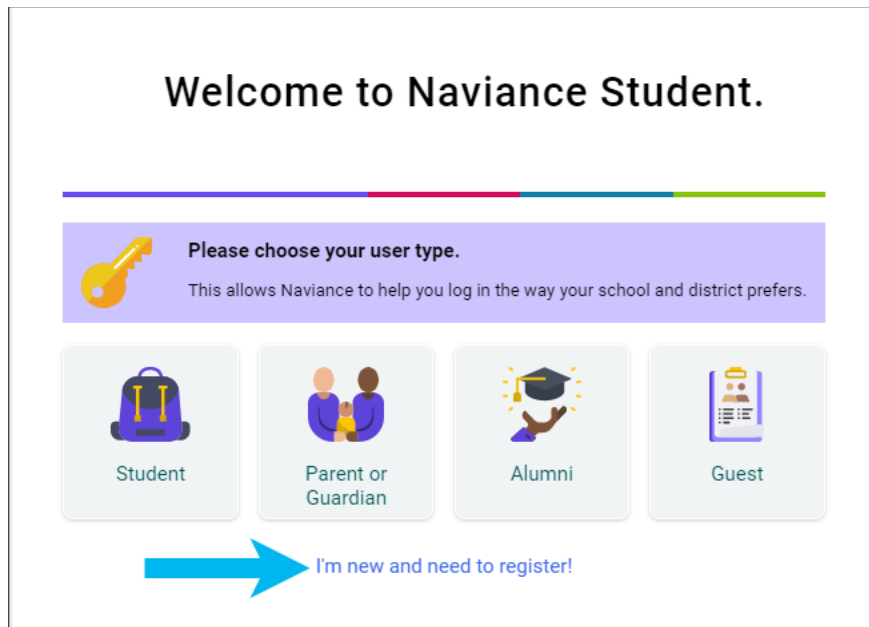 Welcome to Naviance Student.
Please choose your user type.
This allows Naviance to help you log in the way your school and district prefers.
Student
Parent or
Guardian
Alumni
Guest
I'm new and need to register!